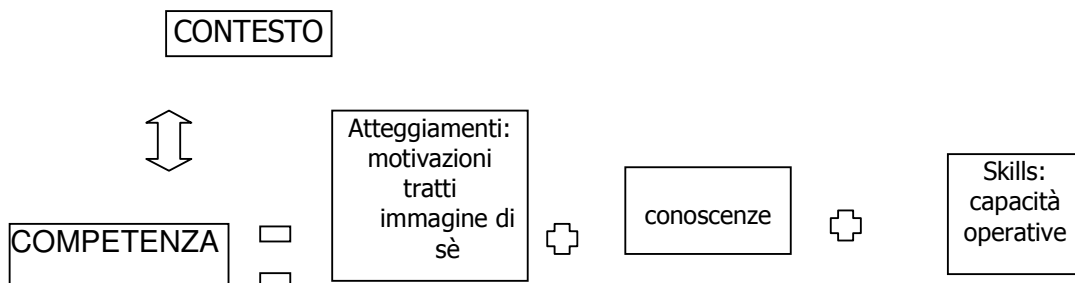 CONTESTO
Atteggiamenti:
motivazioni
tratti
immagine di
sè
conoscenze
Skills:
capacità
operative
COMPETENZA